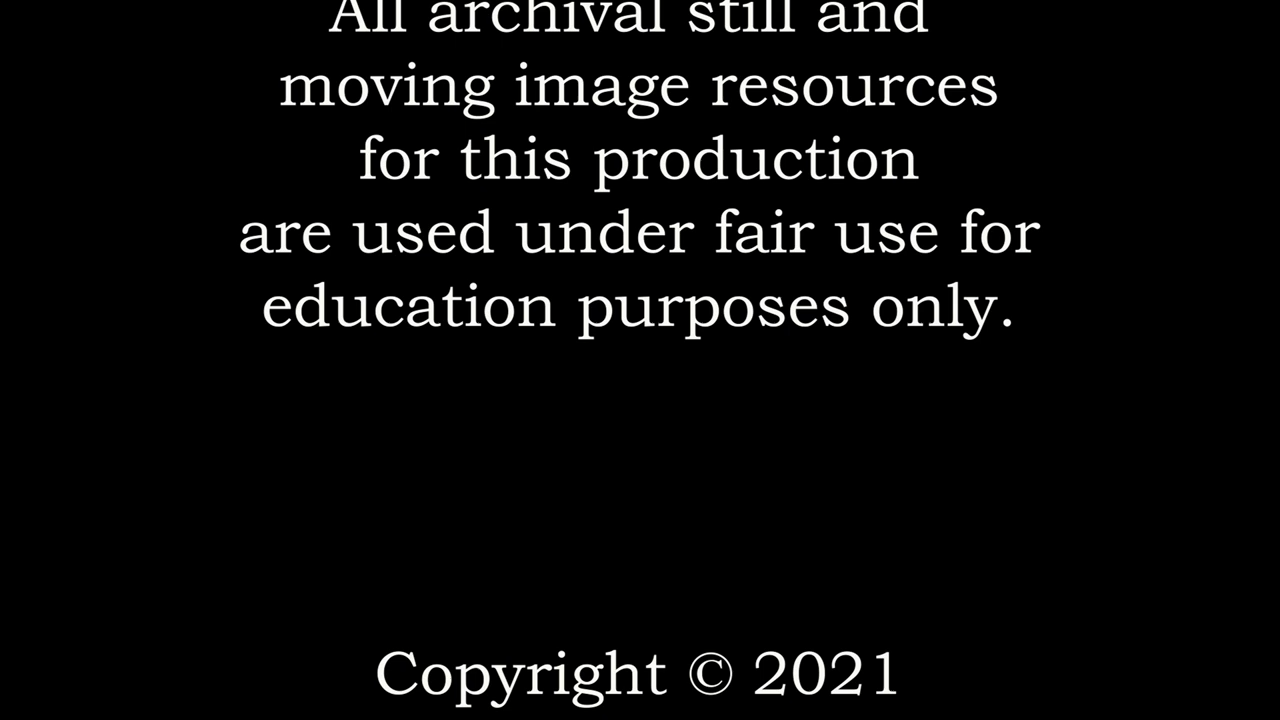 All archival still and
moving image resources
for this production
are used under fair use for
education purposes only.
Copyright © 2021